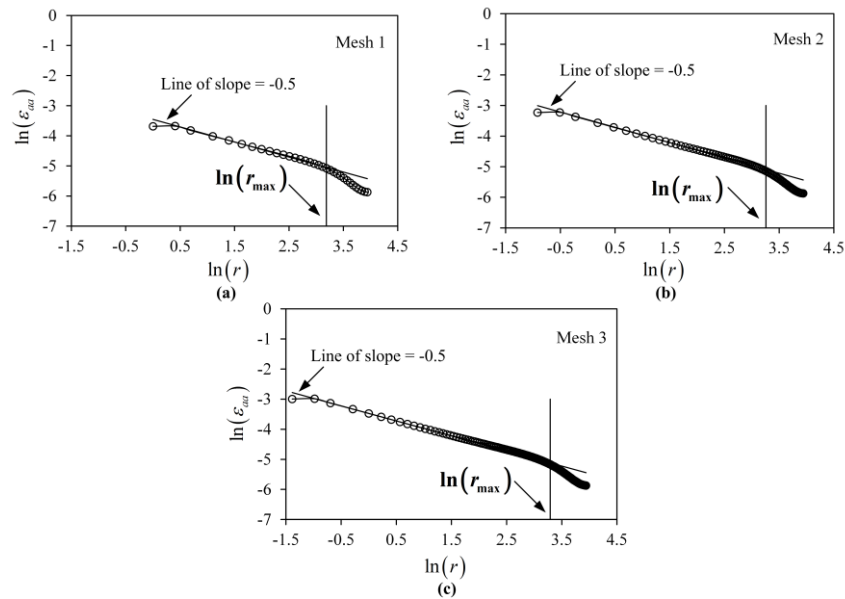 0
-1
-2
-3
-4
-5
-6
-7
ln(ε_aa)
Mesh 1
Line of slope = -0.5
ln(r_max)
-1.5 -0.5 0.5 1.5 2.5 3.5 4.5
ln(r)
(a)
0
-1
-2
-3
-4
-5
-6
-7
ln(ε_aa)
Mesh 2
Line of slope = -0.5
ln(r_max)
-1.5 -0.5 0.5 1.5 2.5 3.5 4.5
ln(r)
(b)
0
-1
-2
-3
-4
-5
-6
-7
ln(ε_aa)
Mesh 3
Line of slope = -0.5
ln(r_max)
-1.5 -0.5 0.5 1.5 2.5 3.5 4.5
ln(r)
(c)